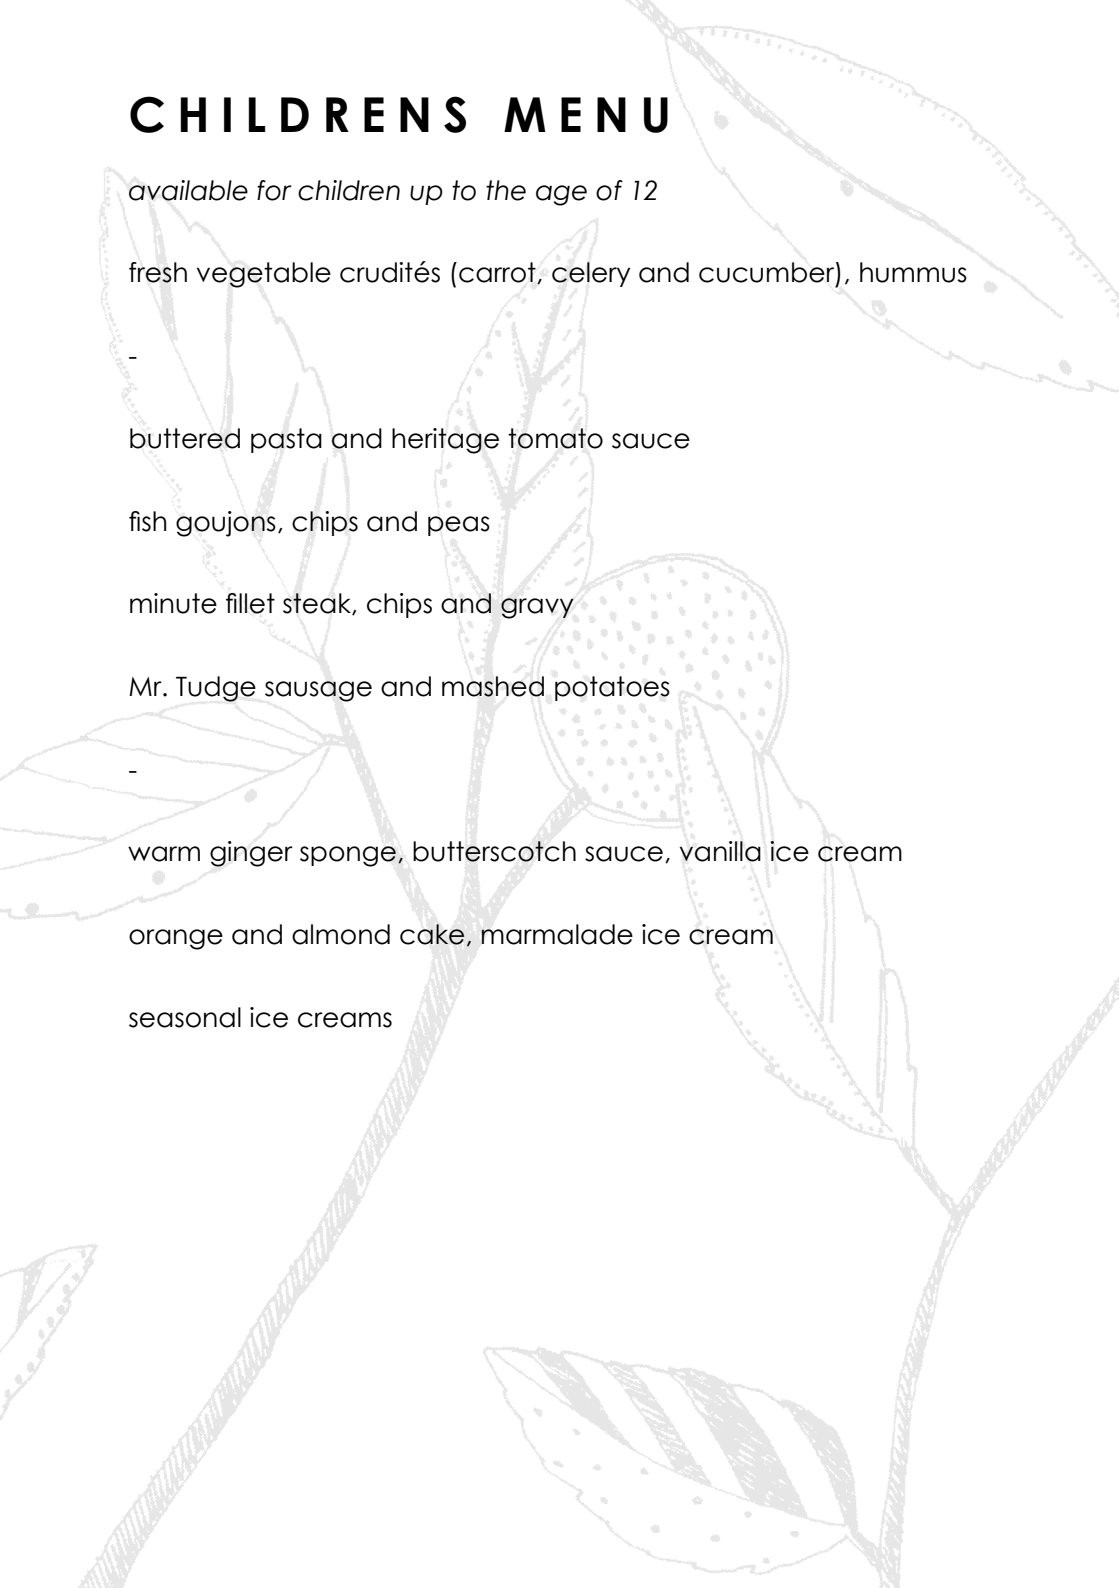 CHILDRENS MENU
available for children up to the age of 12
fresh vegetable crudités (carrot, celery and cucumber), hummus
-
buttered pasta and heritage tomato sauce
fish goujons, chips and peas
minute fillet steak, chips and gravy
Mr. Tudge sausage and mashed potatoes
-
warm ginger sponge, butterscotch sauce, vanilla ice cream
orange and almond cake, marmalade ice cream
seasonal ice creams